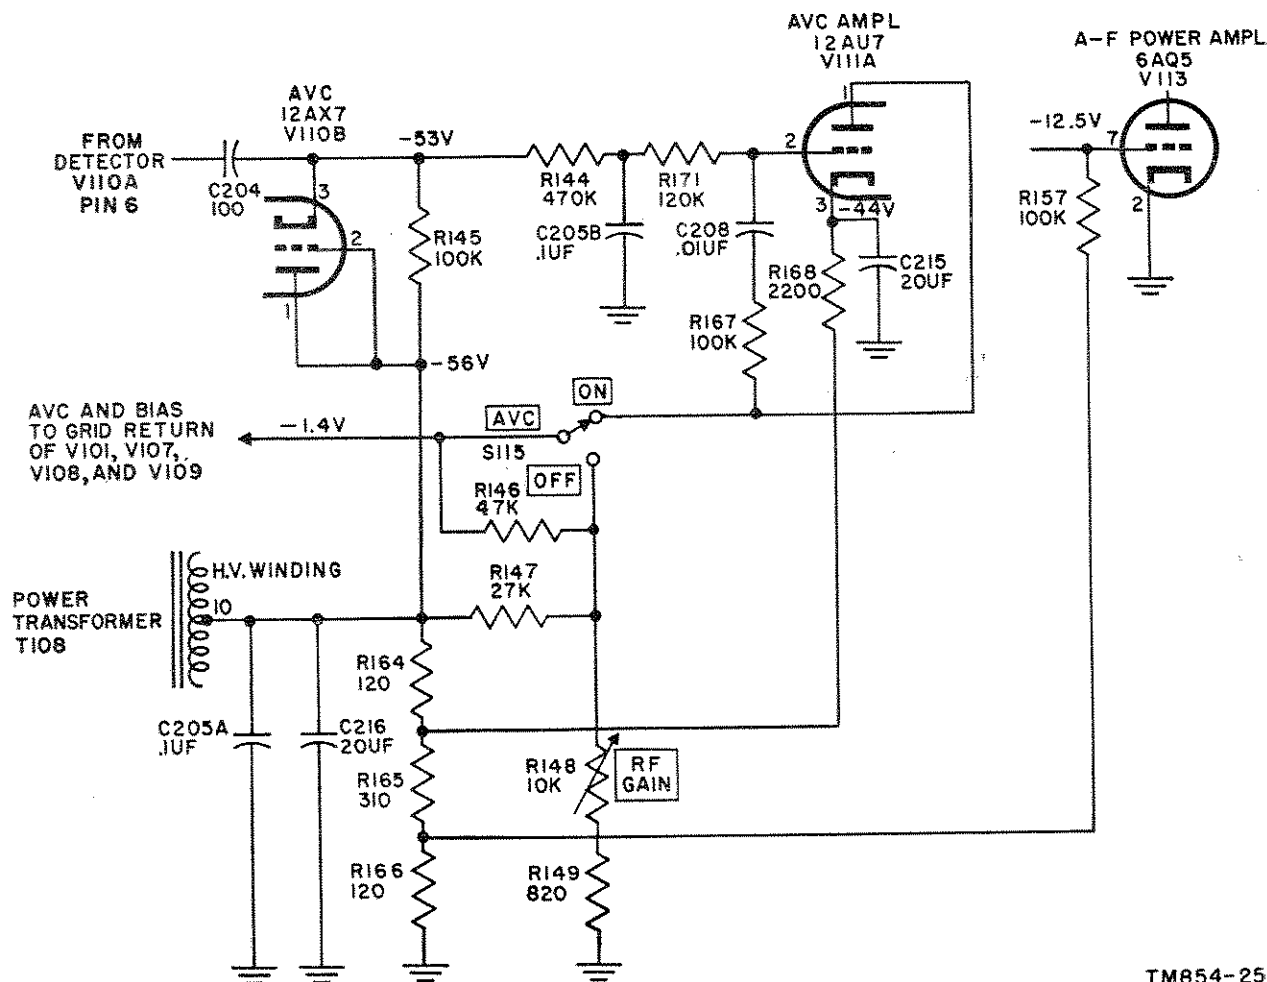 AVC AMPL
12AU7
V111A
A-F POWER AMPL
6AQ5
V113
AVC
12AX7
V110B
FROM
DETECTOR
V110A
PIN 6
C204
100
-53V
-12.5V
1
2
3
7
2
3
2
1
R144
470K
R171
120K
-44V
R157
100K
R145
100K
C205B
.1UF
C208
.01UF
R168
2200
C215
20UF
R167
100K
-56V
AVC AND BIAS
TO GRID RETURN
OF V101, V107,
V108, AND V109
-1.4V
AVC
S115
ON
OFF
R146
47K
R147
27K
POWER
TRANSFORMER
T108
H.V. WINDING
10
R164
120
C205A
.1UF
C216
20UF
R165
310
R148
10K
RF
GAIN
R166
120
R149
820
TM854-25